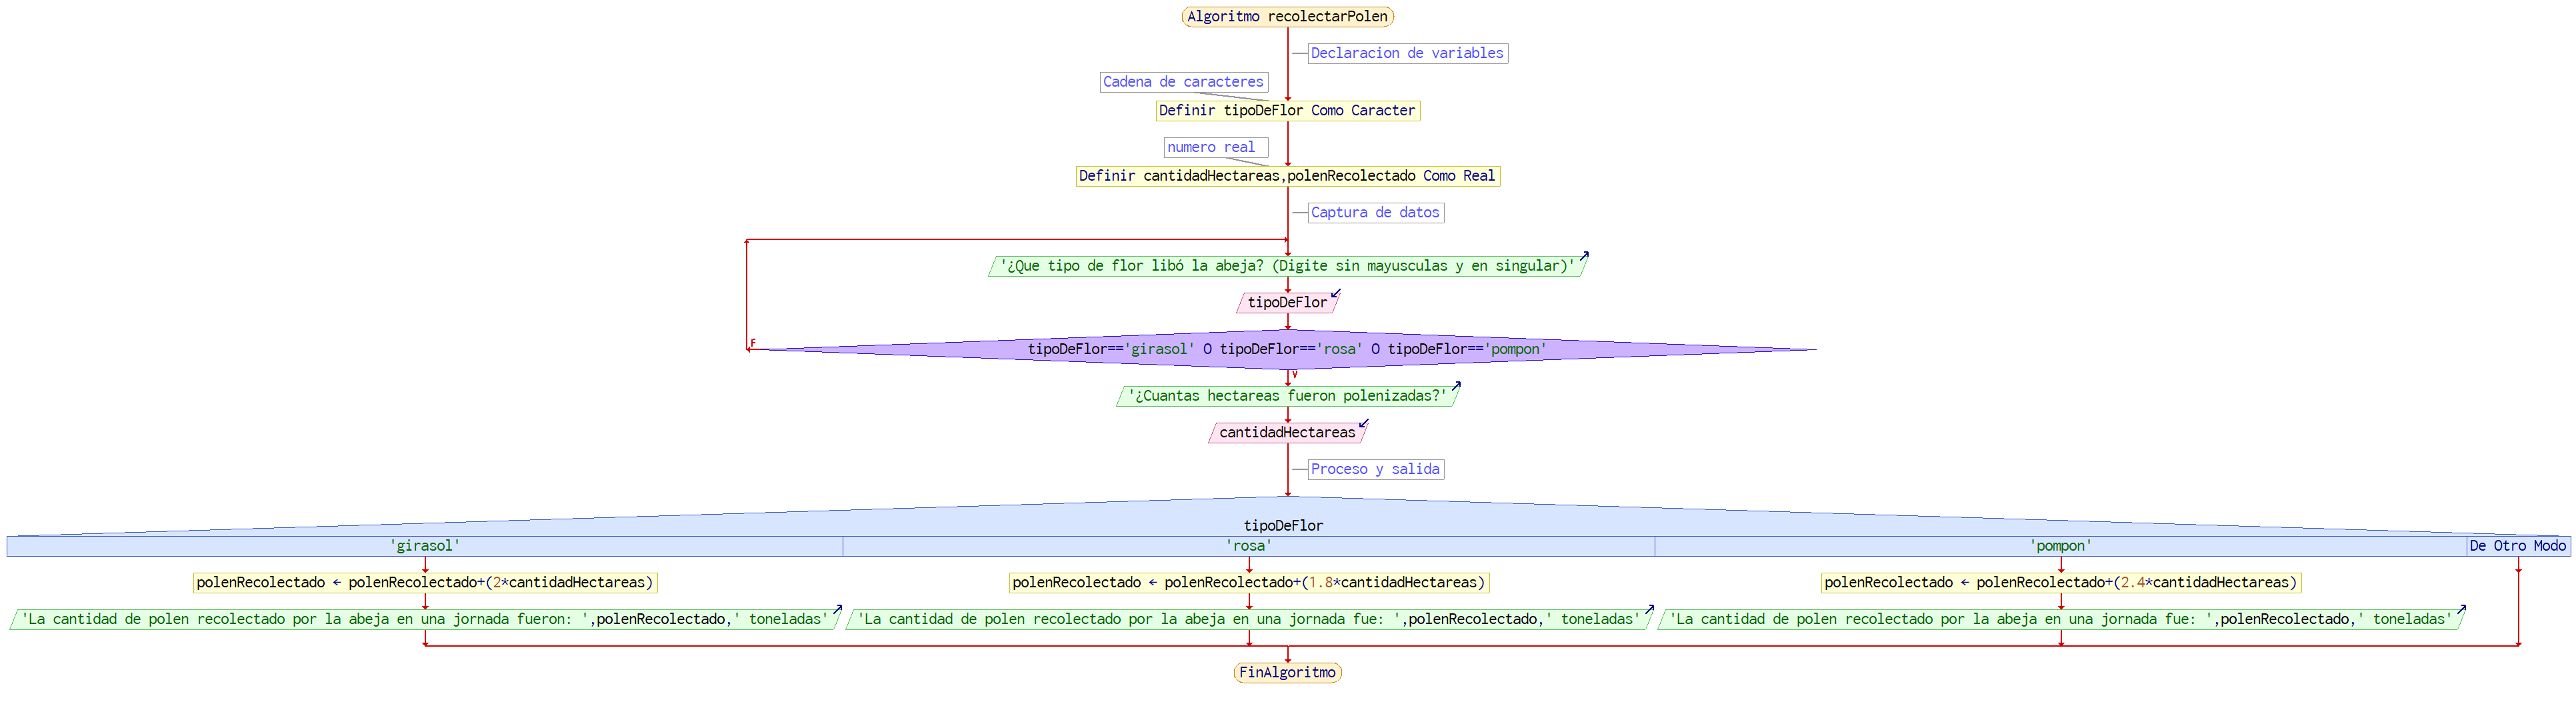 Algoritmo recolectarPolen
Declaracion de variables
Cadena de caracteres
Definir tipoDeFlor Como Caracter
numero real
Definir cantidadHectareas,polenRecolectado Como Real
Captura de datos
'¿Que tipo de flor libó la abeja? (Digite sin mayusculas y en singular)'
tipoDeFlor
F
tipoDeFlor=='girasol' O tipoDeFlor=='rosa' O tipoDeFlor=='pompon'
V
'¿Cuantas hectareas fueron polenizadas?'
cantidadHectareas
Proceso y salida
tipoDeFlor
'girasol'
'rosa'
'pompon'
De Otro Modo
polenRecolectado ← polenRecolectado+(2*cantidadHectareas)
polenRecolectado ← polenRecolectado+(1.8*cantidadHectareas)
polenRecolectado ← polenRecolectado+(2.4*cantidadHectareas)
'La cantidad de polen recolectado por la abeja en una jornada fueron: ',polenRecolectado,' toneladas'
'La cantidad de polen recolectado por la abeja en una jornada fue: ',polenRecolectado,' toneladas'
'La cantidad de polen recolectado por la abeja en una jornada fue: ',polenRecolectado,' toneladas'
FinAlgoritmo